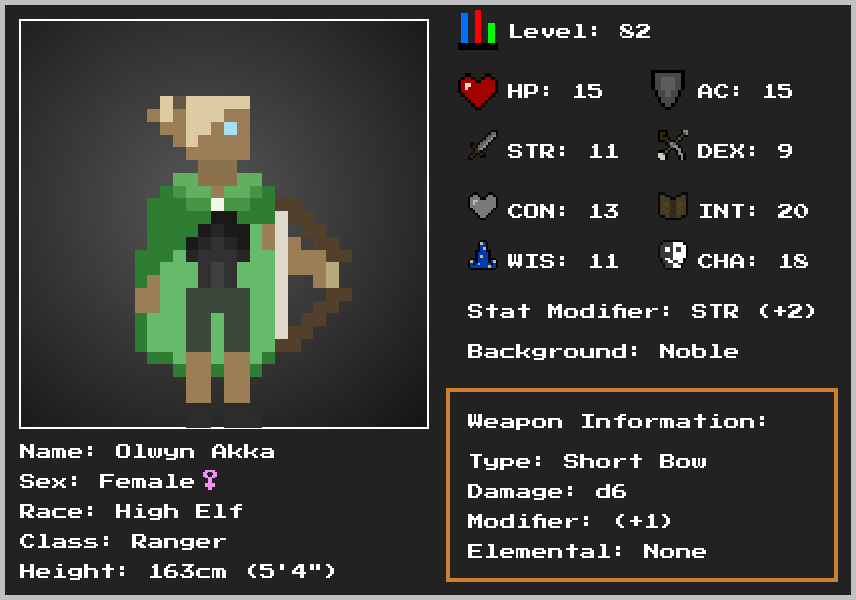 Level: 82
HP: 15
AC: 15
STR: 11
DEX: 9
CON: 13
INT: 20
WIS: 11
CHA: 18
Stat Modifier: STR (+2)
Background: Noble
Weapon Information:
Type: Short Bow
Damage: d6
Modifier: (+1)
Elemental: None
Name: Olwyn Akka
Sex: Female♀
Race: High Elf
Class: Ranger
Height: 163cm (5'4")